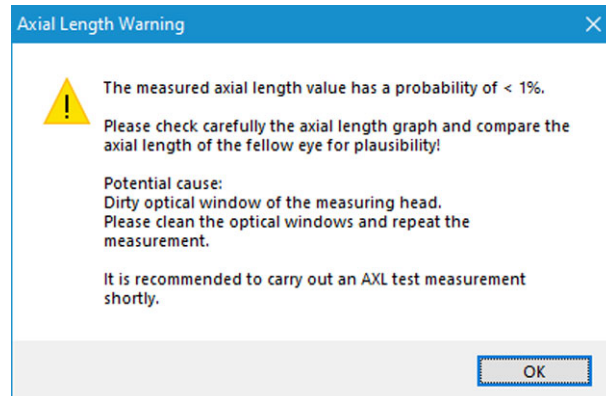 Axial Length Warning
The measured axial length value has a probability of < 1%.
Please check carefully the axial length graph and compare the
axial length of the fellow eye for plausibility!
Potential cause:
Dirty optical window of the measuring head.
Please clean the optical windows and repeat the
measurement.
It is recommended to carry out an AXL test measurement
shortly.
OK